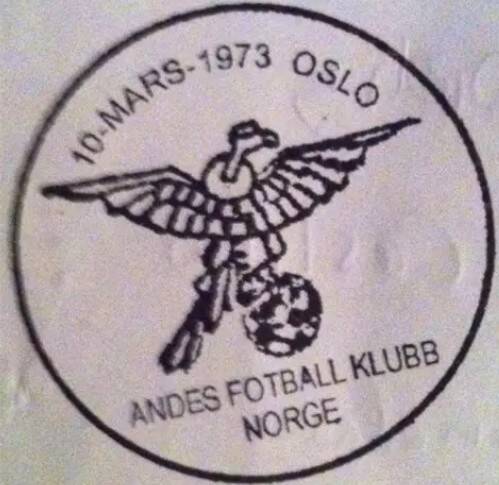 10-MARS-1973 OSLO
ANDES FOTBALL KLUBB
NORGE